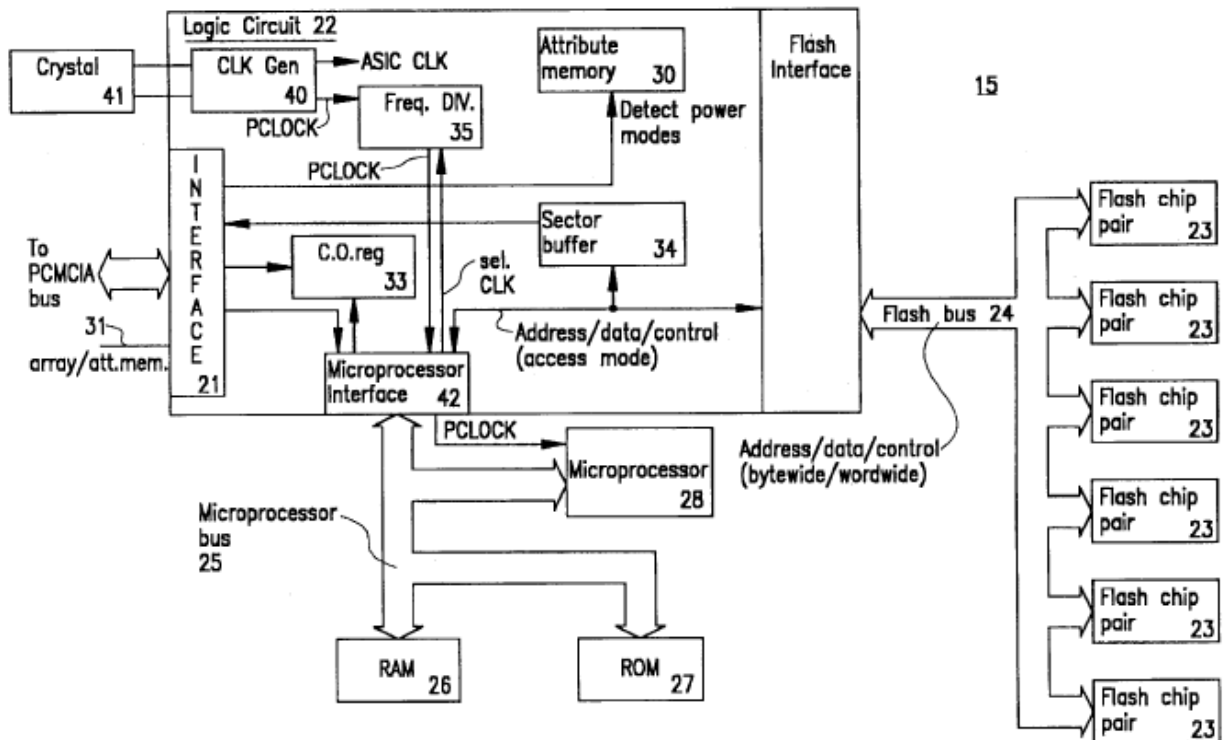 Logic Circuit 22
Crystal
41
CLK Gen
40
ASIC CLK
PCLOCK
Freq. DIV.
35
Attribute
memory
30
Detect power
modes
Flash
Interface
15
PCLOCK
INTERFACE
21
To
PCMCIA
bus
31
array/att.mem.
C.O.reg
33
sel.
CLK
Sector
buffer
34
Address/data/control
(access mode)
Microprocessor
Interface
42
PCLOCK
Microprocessor
28
Microprocessor
bus
25
RAM
26
ROM
27
Flash bus 24
Address/data/control
(bytewide/wordwide)
Flash chip
pair
23
Flash chip
pair
23
Flash chip
pair
23
Flash chip
pair
23
Flash chip
pair
23
Flash chip
pair
23